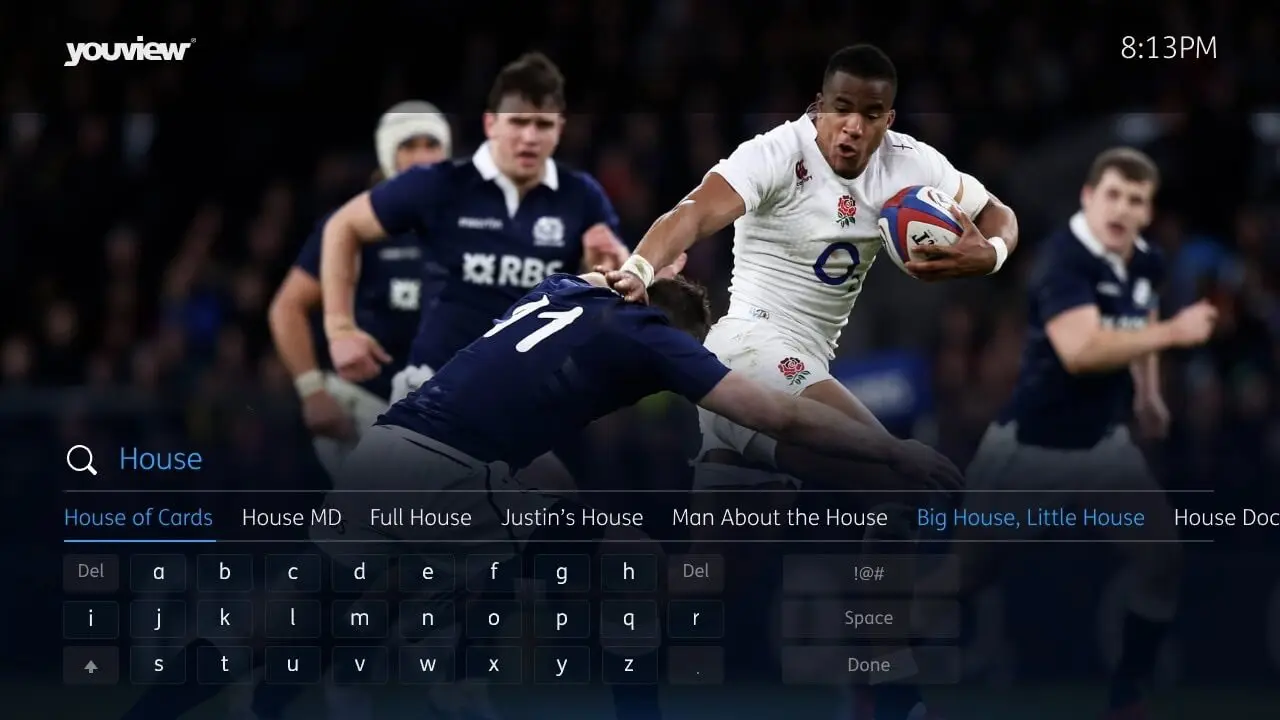 youview
8:13PM
RBS
11
O2
House
House of Cards House MD Full House Justin’s House Man About the House Big House, Little House House Doc
Del a b c d e f g h Del !@#
i j k l m n o p q r Space
s t u v w x y z . Done